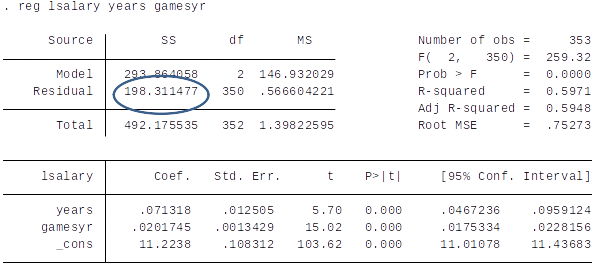 . reg lsalary years gamesyr
Source SS df MS Number of obs = 353
F( 2, 350) = 259.32
Model 293.864058 2 146.932029 Prob > F = 0.0000
Residual 198.311477 350 .566604221 R-squared = 0.5971
Adj R-squared = 0.5948
Total 492.175535 352 1.39822595 Root MSE = .75273
lsalary Coef. Std. Err. t P>|t| [95% Conf. Interval]
years .071318 .012505 5.70 0.000 .0467236 .0959124
gamesyr .0201745 .0013429 15.02 0.000 .0175334 .0228156
_cons 11.2238 .108312 103.62 0.000 11.01078 11.43683